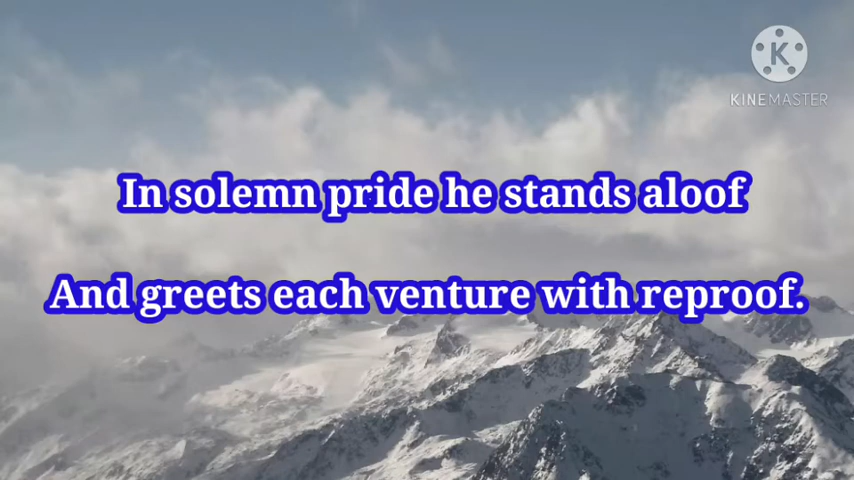 KINEMASTER
In solemn pride he stands aloof
And greets each venture with reproof.